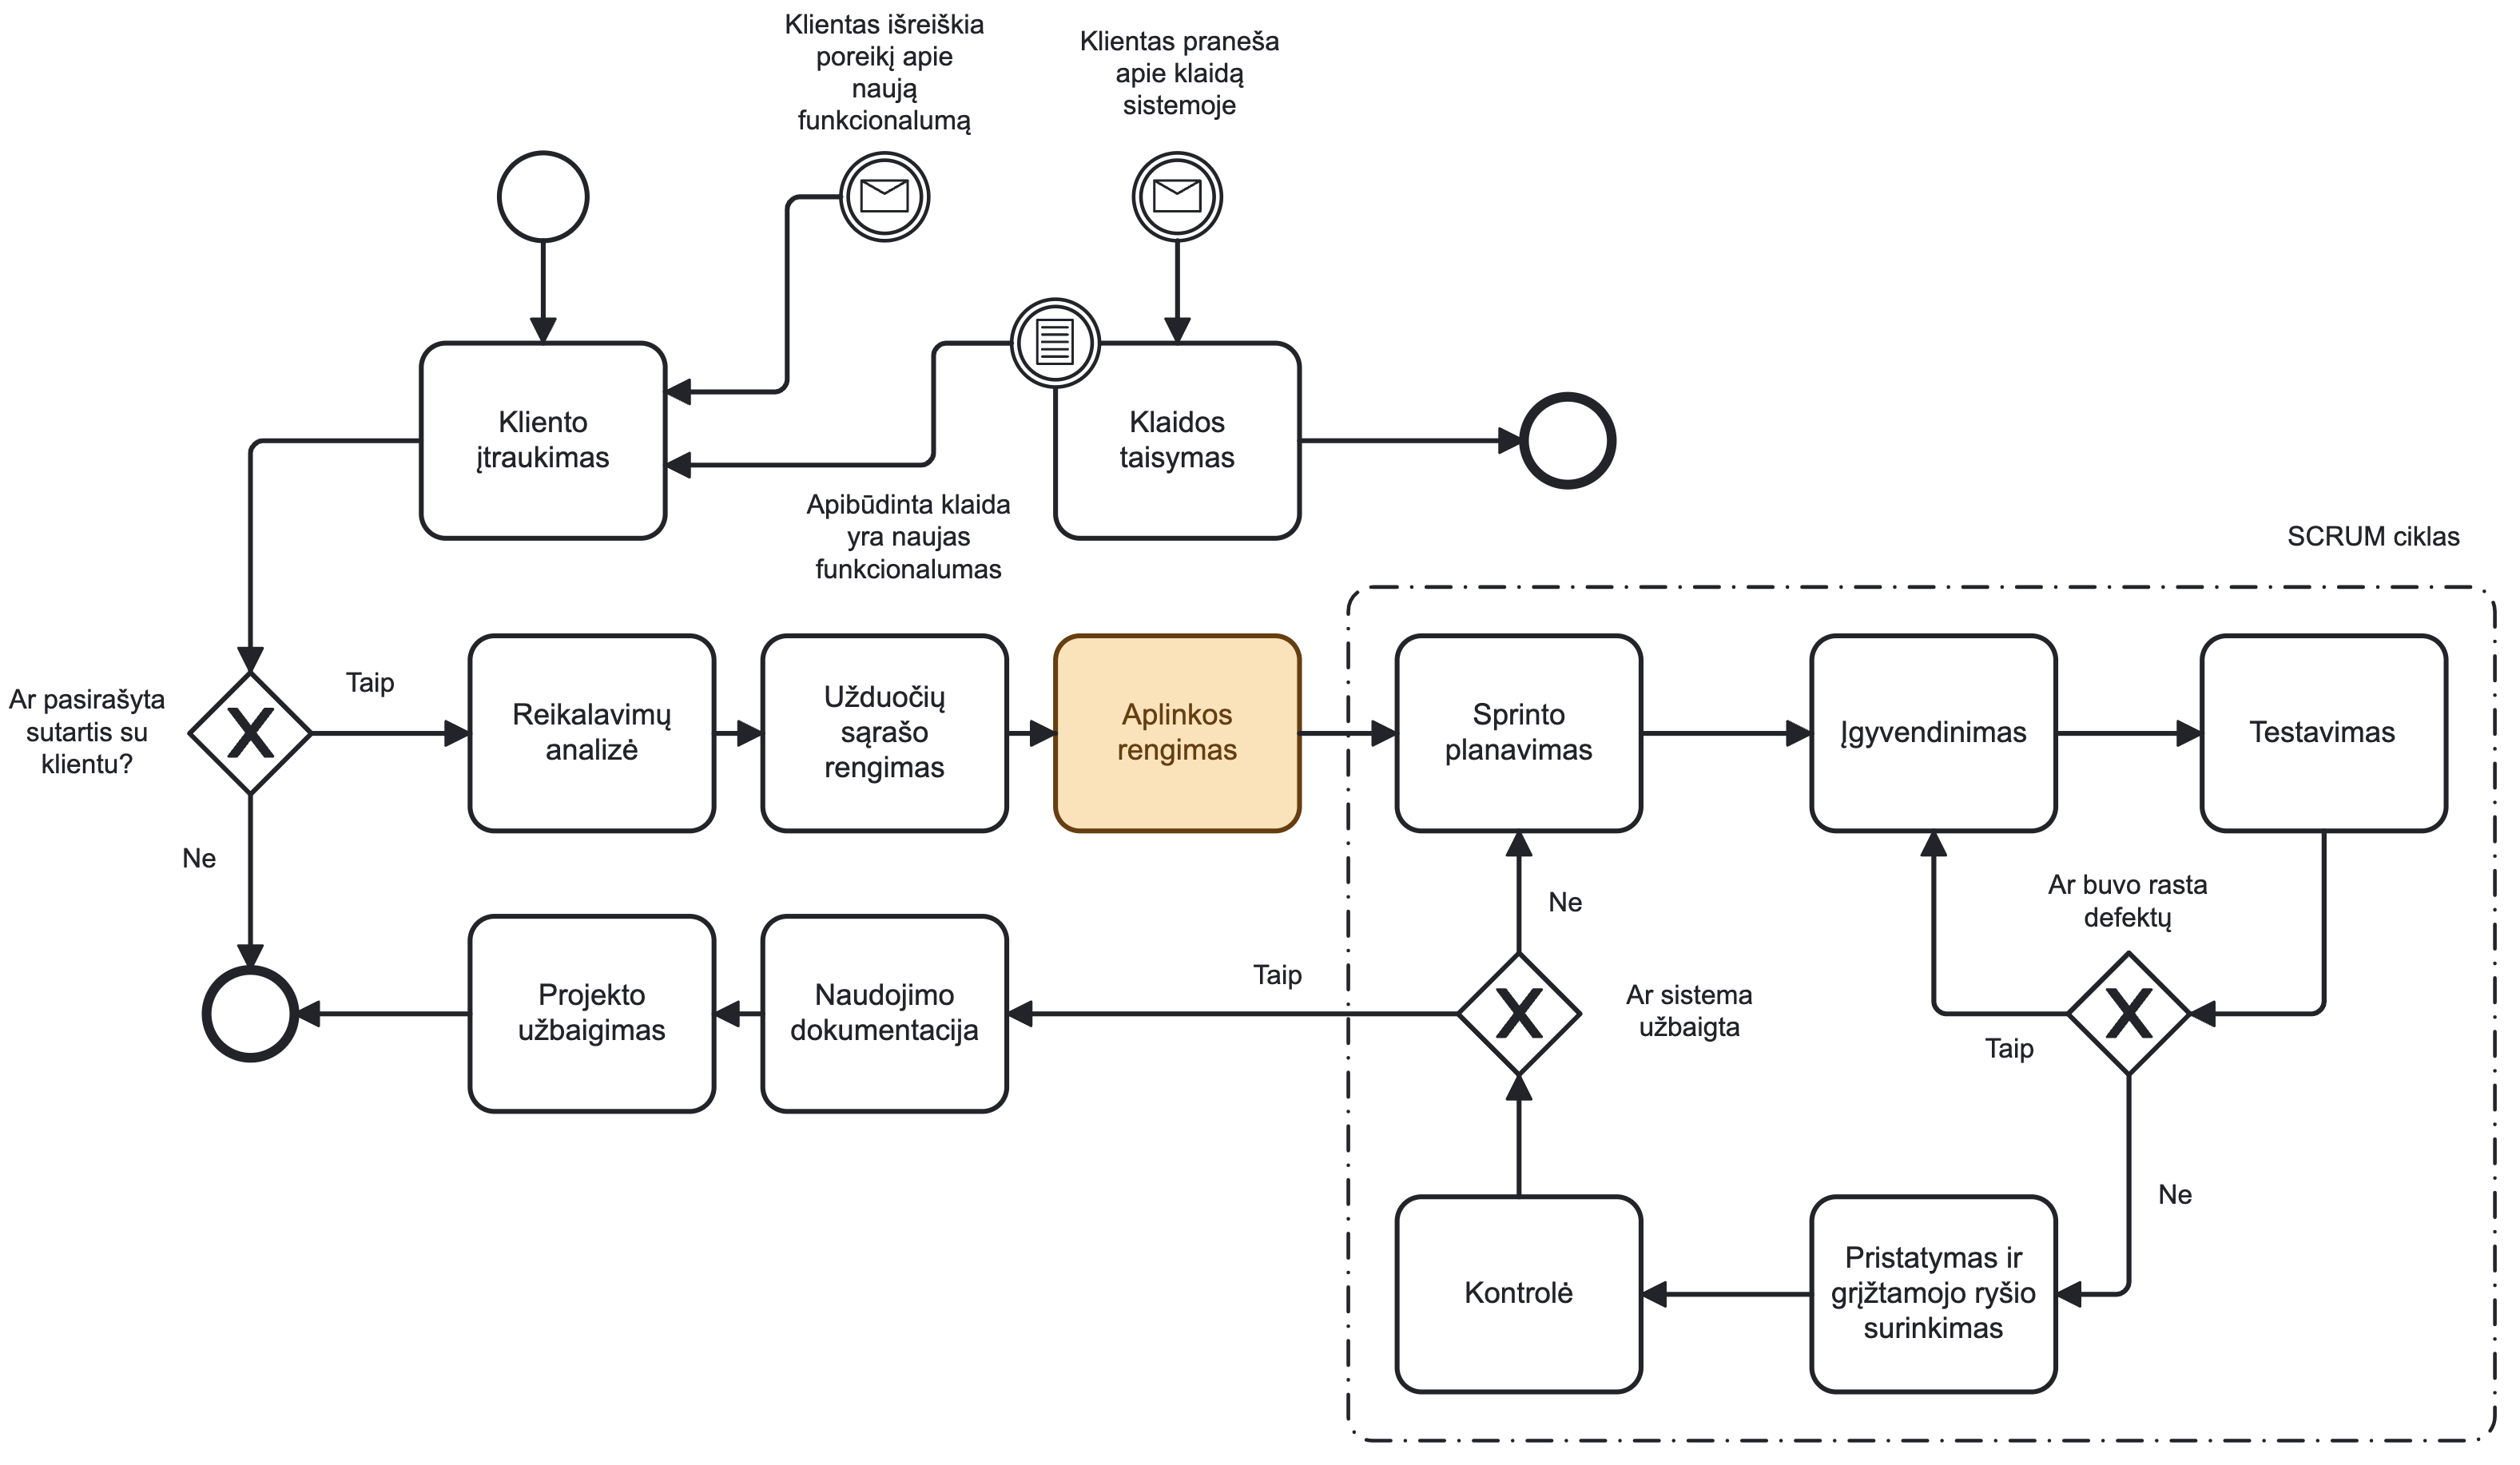 Klientas išreiškia
poreikį apie
naują
funkcionalumą
Klientas praneša
apie klaidą
sistemoje
Kliento
įtraukimas
Klaidos
taisymas
Apibūdinta klaida
yra naujas
funkcionalumas
SCRUM ciklas
Ar pasirašyta
sutartis su
klientu?
X
Taip
Reikalavimų
analizė
Užduočių
sąrašo
rengimas
Aplinkos
rengimas
Sprinto
planavimas
Įgyvendinimas
Testavimas
Ne
Ne
Ar buvo rasta
defektų
Projekto
užbaigimas
Naudojimo
dokumentacija
Taip
X
Ar sistema
užbaigta
Taip
X
Ne
Kontrolė
Pristatymas ir
grįžtamojo ryšio
surinkimas